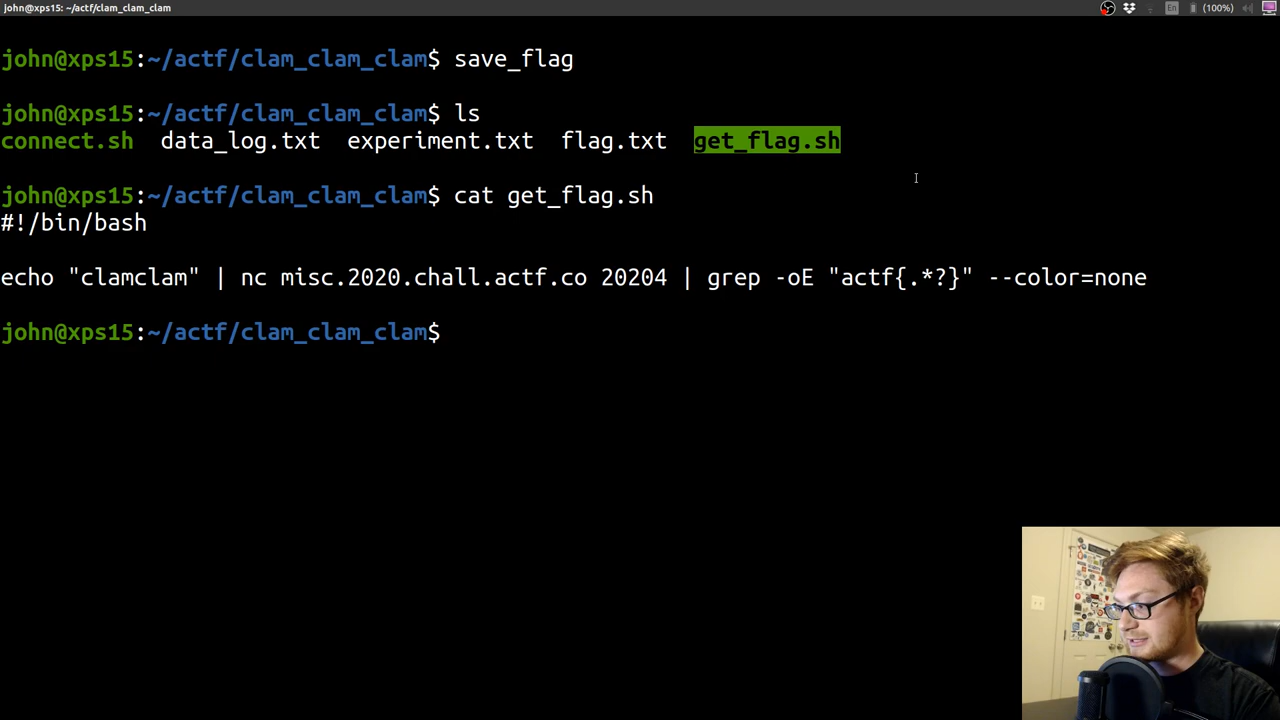 john@xps15: ~/actf/clam_clam_clam
En (100%)
john@xps15:~/actf/clam_clam_clam$ save_flag
john@xps15:~/actf/clam_clam_clam$ ls
connect.sh data_log.txt experiment.txt flag.txt get_flag.sh
john@xps15:~/actf/clam_clam_clam$ cat get_flag.sh
#!/bin/bash
echo "clamclam" | nc misc.2020.chall.actf.co 20204 | grep -oE "actf{.*?}" --color=none
john@xps15:~/actf/clam_clam_clam$